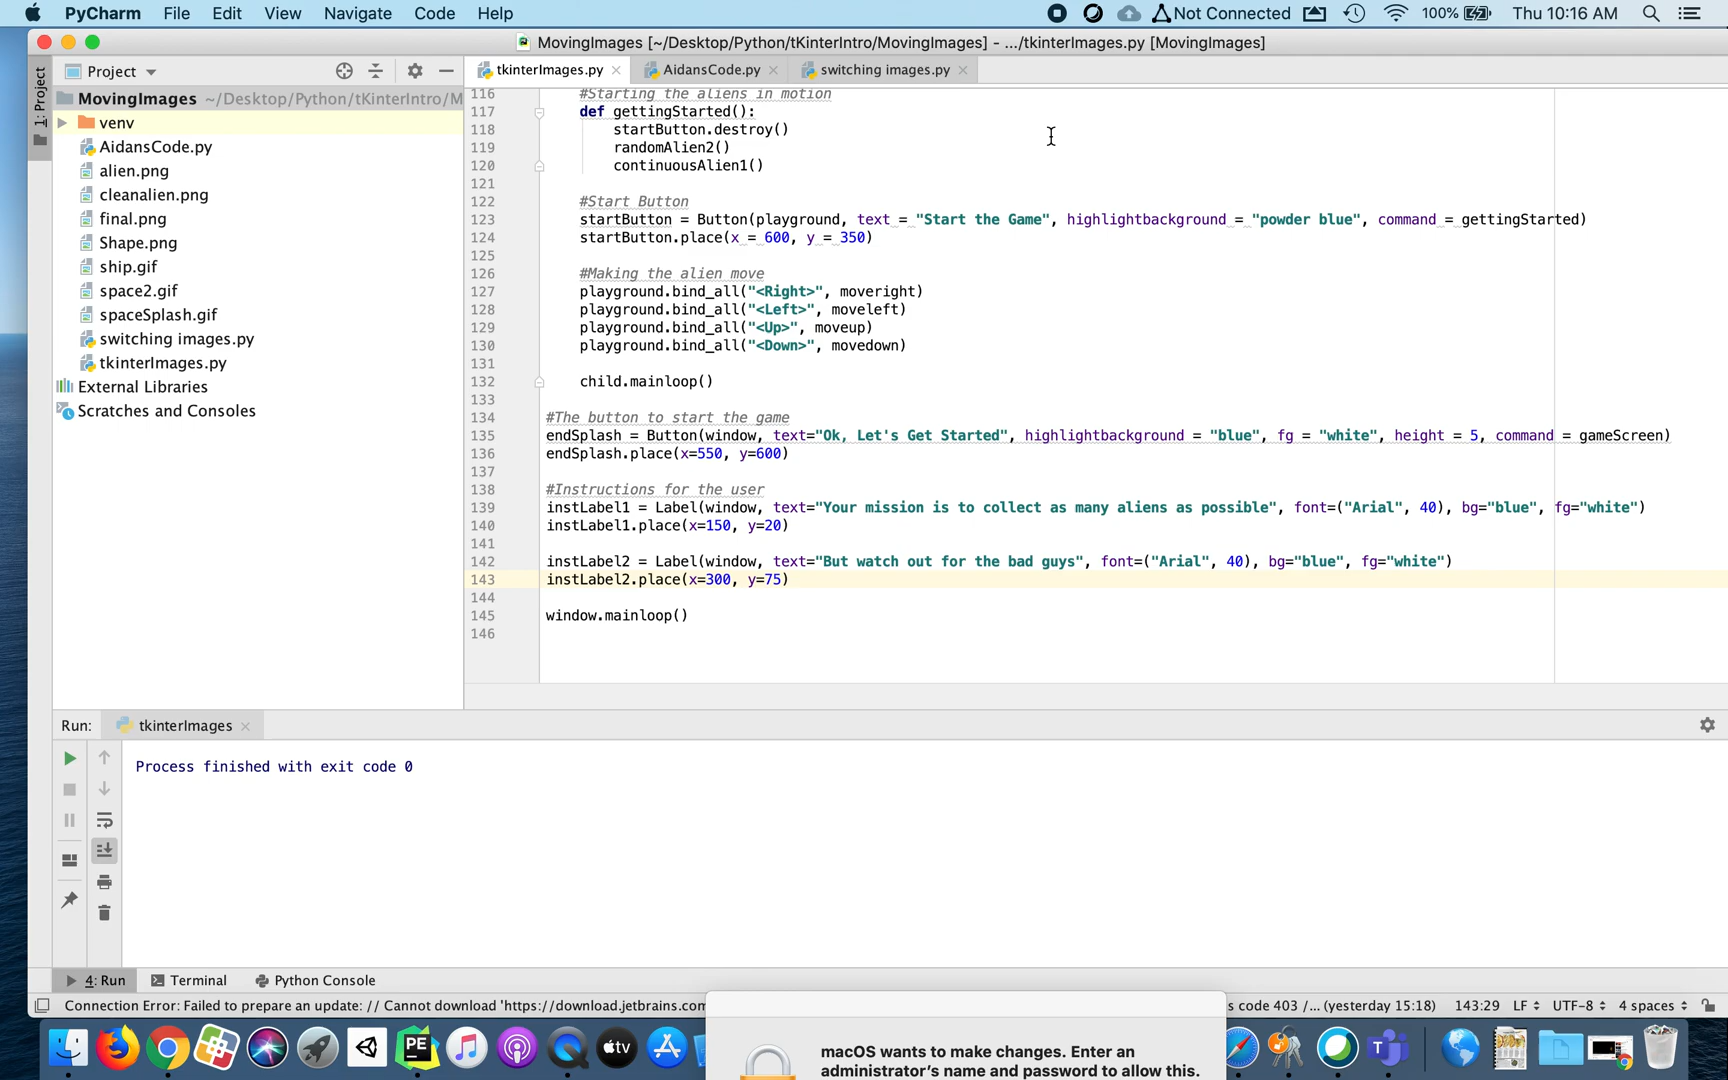 PyCharm File Edit View Navigate Code Help Not Connected 100% Thu 10:16 AM
MovingImages [~/Desktop/Python/tKinterIntro/MovingImages] - .../tkinterImages.py [MovingImages]
1: Project
Project
tkinterImages.py AidansCode.py switching images.py
MovingImages ~/Desktop/Python/tKinterIntro/M
venv
AidansCode.py
alien.png
cleanalien.png
final.png
Shape.png
ship.gif
space2.gif
spaceSplash.gif
switching images.py
tkinterImages.py
External Libraries
Scratches and Consoles
116 #Starting the aliens in motion
117 def gettingStarted():
118 startButton.destroy()
119 randomAlien2()
120 continuousAlien1()
121
122 #Start Button
123 startButton = Button(playground, text = "Start the Game", highlightbackground = "powder blue", command = gettingStarted)
124 startButton.place(x = 600, y = 350)
125
126 #Making the alien move
127 playground.bind_all("<Right>", moveright)
128 playground.bind_all("<Left>", moveleft)
129 playground.bind_all("<Up>", moveup)
130 playground.bind_all("<Down>", movedown)
131
132 child.mainloop()
133
134 #The button to start the game
135 endSplash = Button(window, text="Ok, Let's Get Started", highlightbackground = "blue", fg = "white", height = 5, command = gameScreen)
136 endSplash.place(x=550, y=600)
137
138 #Instructions for the user
139 instLabel1 = Label(window, text="Your mission is to collect as many aliens as possible", font=("Arial", 40), bg="blue", fg="white")
140 instLabel1.place(x=150, y=20)
141
142 instLabel2 = Label(window, text="But watch out for the bad guys", font=("Arial", 40), bg="blue", fg="white")
143 instLabel2.place(x=300, y=75)
144
145 window.mainloop()
146
Run: tkinterImages
Process finished with exit code 0
4: Run Terminal Python Console
Connection Error: Failed to prepare an update: // Cannot download 'https://download.jetbrains.com s code 403 /... (yesterday 15:18) 143:29 LF UTF-8 4 spaces
PE tv
macOS wants to make changes. Enter an
administrator's name and password to allow this.